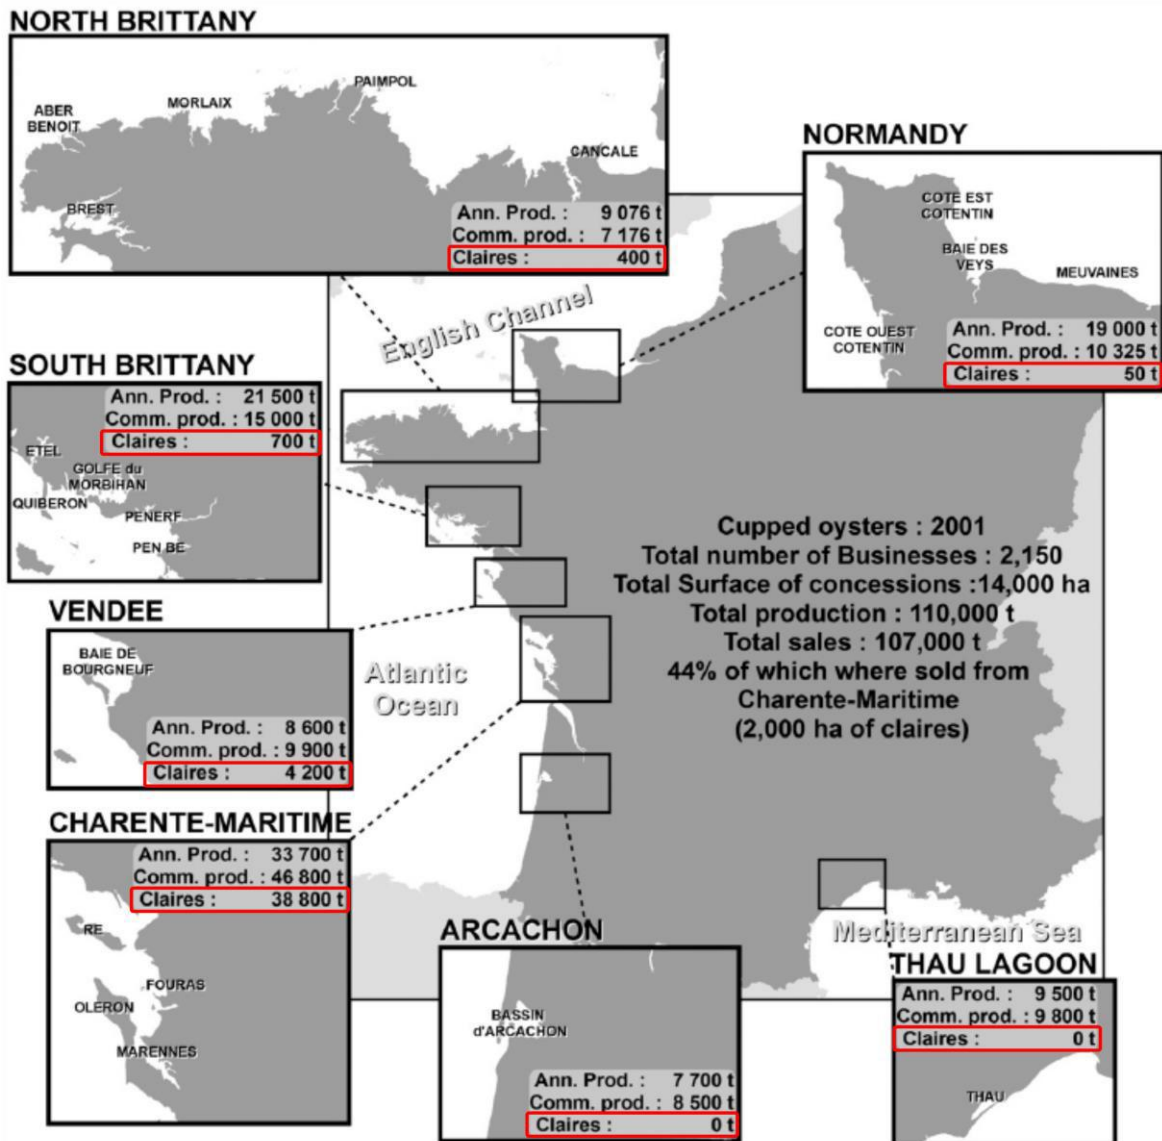 NORTH BRITTANY
ABER
BENOIT
MORLAIX
PAIMPOL
CANCALE
BREST
Ann. Prod. : 9 076 t
Comm. prod. : 7 176 t
Claires : 400 t
NORMANDY
COTE EST
COTENTIN
BAIE DES
VEYS
MEUVAINES
COTE OUEST
COTENTIN
Ann. Prod. : 19 000 t
Comm. prod. : 10 325 t
Claires : 50 t
English Channel
SOUTH BRITTANY
Ann. Prod. : 21 500 t
Comm. prod. : 15 000 t
Claires : 700 t
ETEL
GOLFE du
MORBIHAN
QUIBERON
PENERF
PEN BE
Cupped oysters : 2001
Total number of Businesses : 2,150
Total Surface of concessions :14,000 ha
Total production : 110,000 t
Total sales : 107,000 t
44% of which where sold from
Charente-Maritime
(2,000 ha of claires)
VENDEE
BAIE DE
BOURGNEUF
Ann. Prod. : 8 600 t
Comm. prod. : 9 900 t
Claires : 4 200 t
Atlantic
Ocean
CHARENTE-MARITIME
Ann. Prod. : 33 700 t
Comm. prod. : 46 800 t
Claires : 38 800 t
RE
FOURAS
OLERON
MARENNES
ARCACHON
BASSIN
d'ARCACHON
Ann. Prod. : 7 700 t
Comm. prod. : 8 500 t
Claires : 0 t
Mediterranean Sea
THAU LAGOON
Ann. Prod. : 9 500 t
Comm. prod. : 9 800 t
Claires : 0 t
THAU